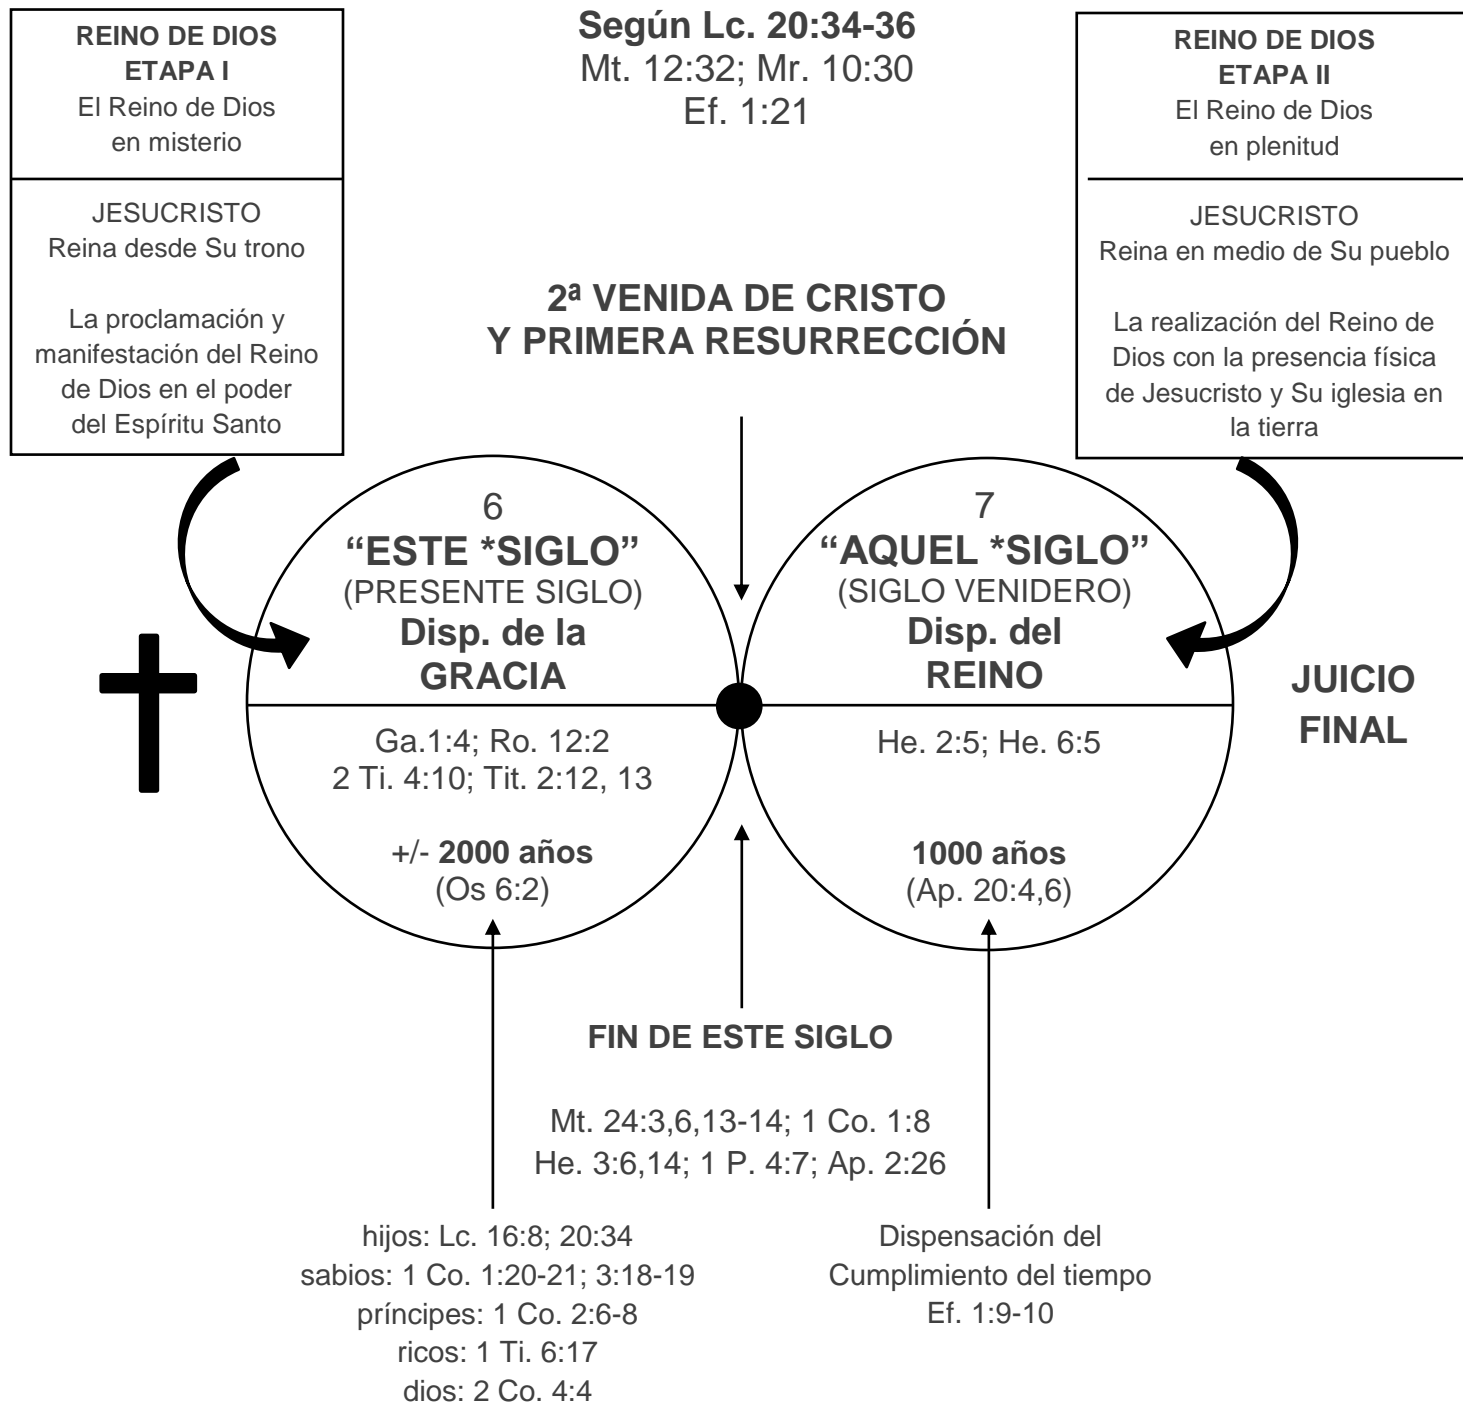 REINO DE DIOS
ETAPA I
El Reino de Dios
en misterio
JESUCRISTO
Reina desde Su trono
La proclamación y
manifestación del Reino
de Dios en el poder
del Espíritu Santo
Según Lc. 20:34-36
Mt. 12:32; Mr. 10:30
Ef. 1:21
REINO DE DIOS
ETAPA II
El Reino de Dios
en plenitud
JESUCRISTO
Reina en medio de Su pueblo
La realización del Reino de
Dios con la presencia física
de Jesucristo y Su iglesia en
la tierra
2ª VENIDA DE CRISTO
Y PRIMERA RESURRECCIÓN
6
“ESTE *SIGLO”
(PRESENTE SIGLO)
Disp. de la
GRACIA
Ga.1:4; Ro. 12:2
2 Ti. 4:10; Tit. 2:12, 13
+/- 2000 años
(Os 6:2)
7
“AQUEL *SIGLO”
(SIGLO VENIDERO)
Disp. del
REINO
He. 2:5; He. 6:5
1000 años
(Ap. 20:4,6)
JUICIO
FINAL
FIN DE ESTE SIGLO
Mt. 24:3,6,13-14; 1 Co. 1:8
He. 3:6,14; 1 P. 4:7; Ap. 2:26
hijos: Lc. 16:8; 20:34
sabios: 1 Co. 1:20-21; 3:18-19
príncipes: 1 Co. 2:6-8
ricos: 1 Ti. 6:17
dios: 2 Co. 4:4
Dispensación del
Cumplimiento del tiempo
Ef. 1:9-10